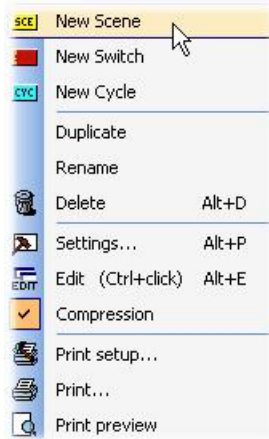 SCE New Scene
New Switch
CYC New Cycle
Duplicate
Rename
Delete Alt+D
Settings... Alt+P
EDIT Edit (Ctrl+click) Alt+E
Compression
Print setup...
Print...
Print preview